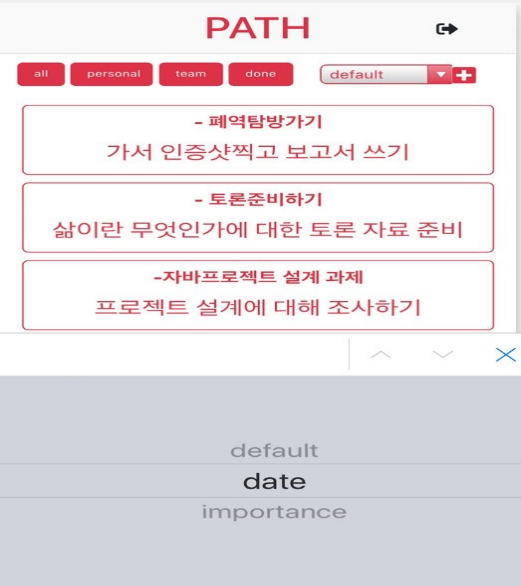 PATH
all personal team done default
- 폐역탐방가기
가서 인증샷찍고 보고서 쓰기
- 토론준비하기
삶이란 무엇인가에 대한 토론 자료 준비
-자바프로젝트 설계 과제
프로젝트 설계에 대해 조사하기
default
date
importance